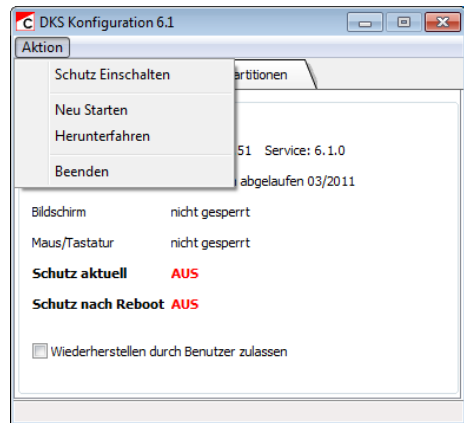 DKS Konfiguration 6.1
Aktion
Schutz Einschalten
artitionen
Neu Starten
Herunterfahren
51 Service: 6.1.0
Beenden
abgelaufen 03/2011
Bildschirm nicht gesperrt
Maus/Tastatur nicht gesperrt
Schutz aktuell AUS
Schutz nach Reboot AUS
Wiederherstellen durch Benutzer zulassen